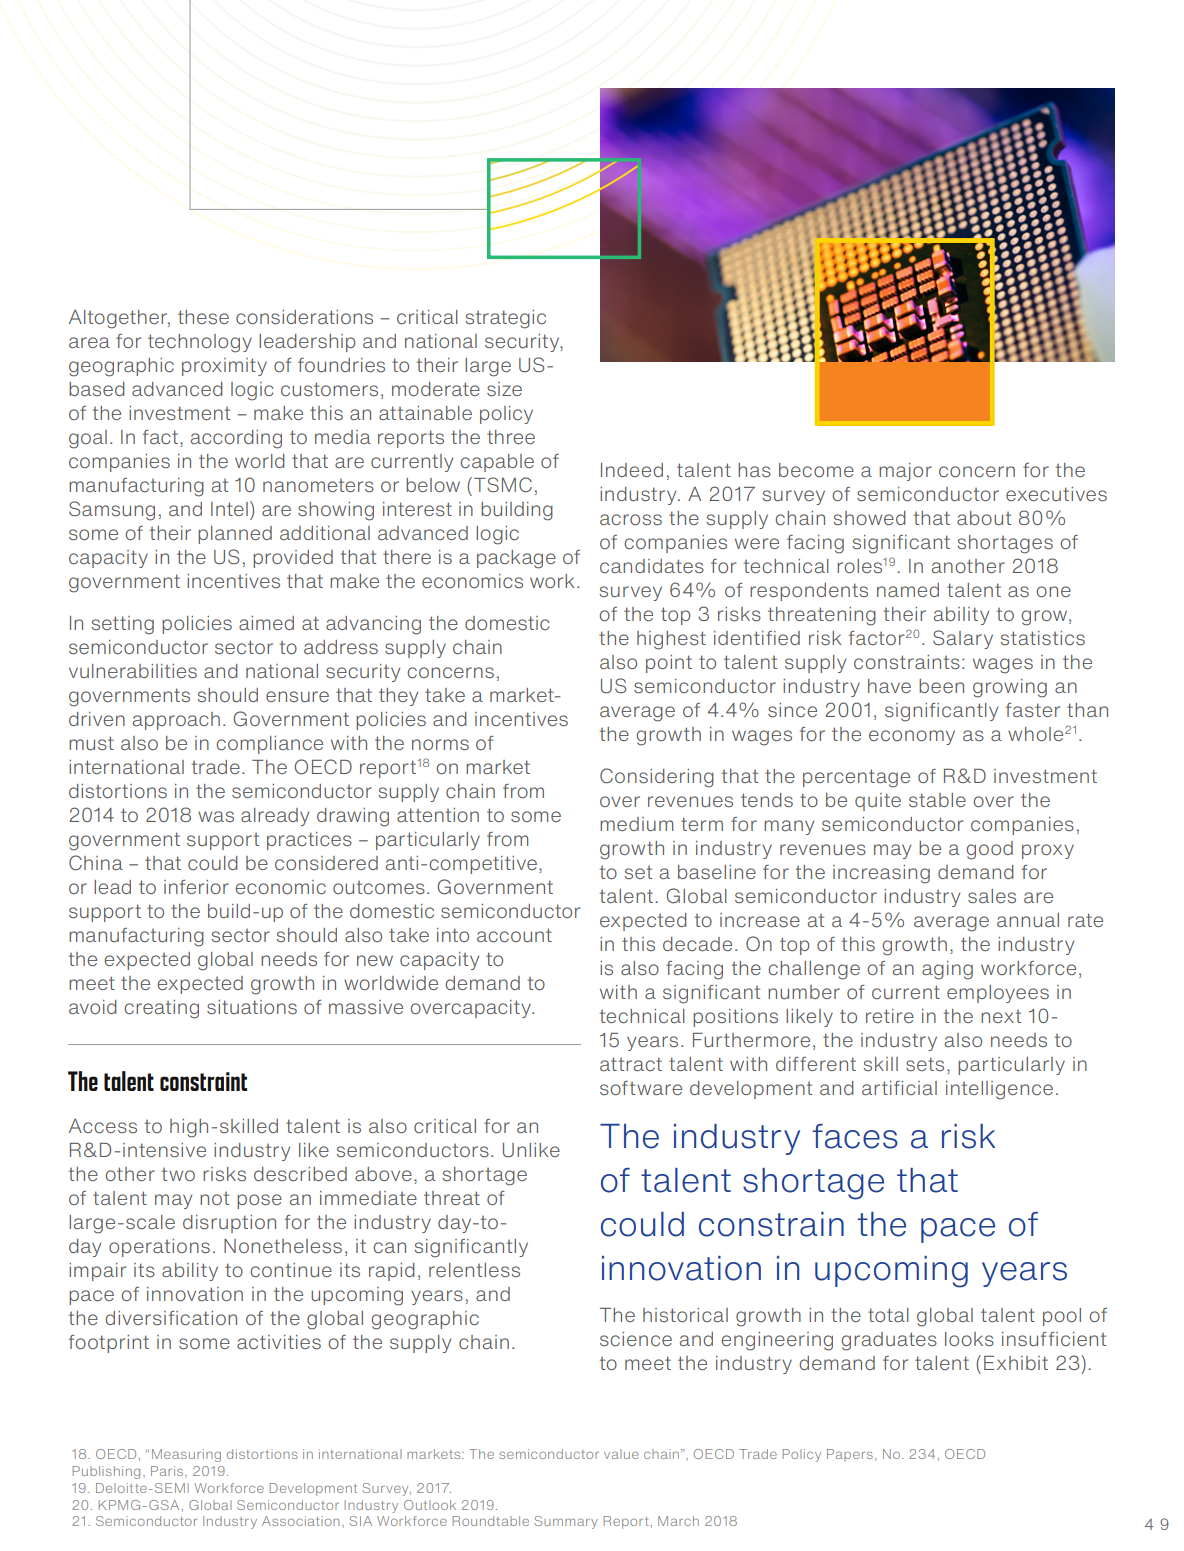 Altogether, these considerations – critical strategic
area for technology leadership and national security,
geographic proximity of foundries to their large US-
based advanced logic customers, moderate size
of the investment – make this an attainable policy
goal. In fact, according to media reports the three
companies in the world that are currently capable of
manufacturing at 10 nanometers or below (TSMC,
Samsung, and Intel) are showing interest in building
some of their planned additional advanced logic
capacity in the US, provided that there is a package of
government incentives that make the economics work.
In setting policies aimed at advancing the domestic
semiconductor sector to address supply chain
vulnerabilities and national security concerns,
governments should ensure that they take a market-
driven approach. Government policies and incentives
must also be in compliance with the norms of
international trade. The OECD report18 on market
distortions in the semiconductor supply chain from
2014 to 2018 was already drawing attention to some
government support practices – particularly from
China – that could be considered anti-competitive,
or lead to inferior economic outcomes. Government
support to the build-up of the domestic semiconductor
manufacturing sector should also take into account
the expected global needs for new capacity to
meet the expected growth in worldwide demand to
avoid creating situations of massive overcapacity.
The talent constraint
Access to high-skilled talent is also critical for an
R&D-intensive industry like semiconductors. Unlike
the other two risks described above, a shortage
of talent may not pose an immediate threat of
large-scale disruption for the industry day-to-
day operations. Nonetheless, it can significantly
impair its ability to continue its rapid, relentless
pace of innovation in the upcoming years, and
the diversification of the global geographic
footprint in some activities of the supply chain.
Indeed, talent has become a major concern for the
industry. A 2017 survey of semiconductor executives
across the supply chain showed that about 80%
of companies were facing significant shortages of
candidates for technical roles19. In another 2018
survey 64% of respondents named talent as one
of the top 3 risks threatening their ability to grow,
the highest identified risk factor20. Salary statistics
also point to talent supply constraints: wages in the
US semiconductor industry have been growing an
average of 4.4% since 2001, significantly faster than
the growth in wages for the economy as a whole21.
Considering that the percentage of R&D investment
over revenues tends to be quite stable over the
medium term for many semiconductor companies,
growth in industry revenues may be a good proxy
to set a baseline for the increasing demand for
talent. Global semiconductor industry sales are
expected to increase at a 4-5% average annual rate
in this decade. On top of this growth, the industry
is also facing the challenge of an aging workforce,
with a significant number of current employees in
technical positions likely to retire in the next 10-
15 years. Furthermore, the industry also needs to
attract talent with different skill sets, particularly in
software development and artificial intelligence.
The industry faces a risk
of talent shortage that
could constrain the pace of
innovation in upcoming years
The historical growth in the total global talent pool of
science and engineering graduates looks insufficient
to meet the industry demand for talent (Exhibit 23).
18. OECD, “Measuring distortions in international markets: The semiconductor value chain”, OECD Trade Policy Papers, No. 234, OECD
Publishing, Paris, 2019.
19. Deloitte-SEMI Workforce Development Survey, 2017.
20. KPMG-GSA, Global Semiconductor Industry Outlook 2019.
21. Semiconductor Industry Association, SIA Workforce Roundtable Summary Report, March 2018
49